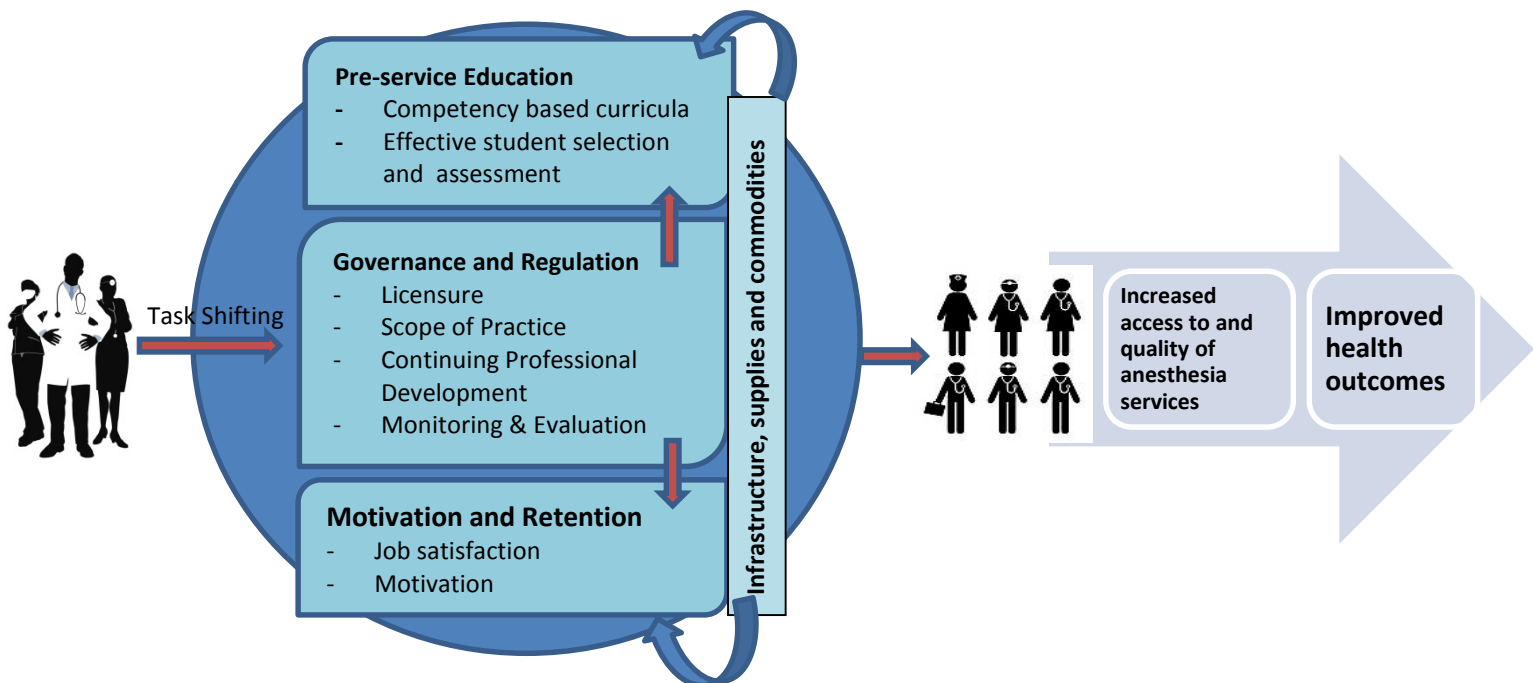 Pre-service Education
- Competency based curricula
- Effective student selection
and assessment
Task Shifting
Governance and Regulation
- Licensure
- Scope of Practice
- Continuing Professional
Development
- Monitoring & Evaluation
Motivation and Retention
- Job satisfaction
- Motivation
Infrastructure, supplies and commodities
Increased
access to and
quality of
anesthesia
services
Improved
health
outcomes